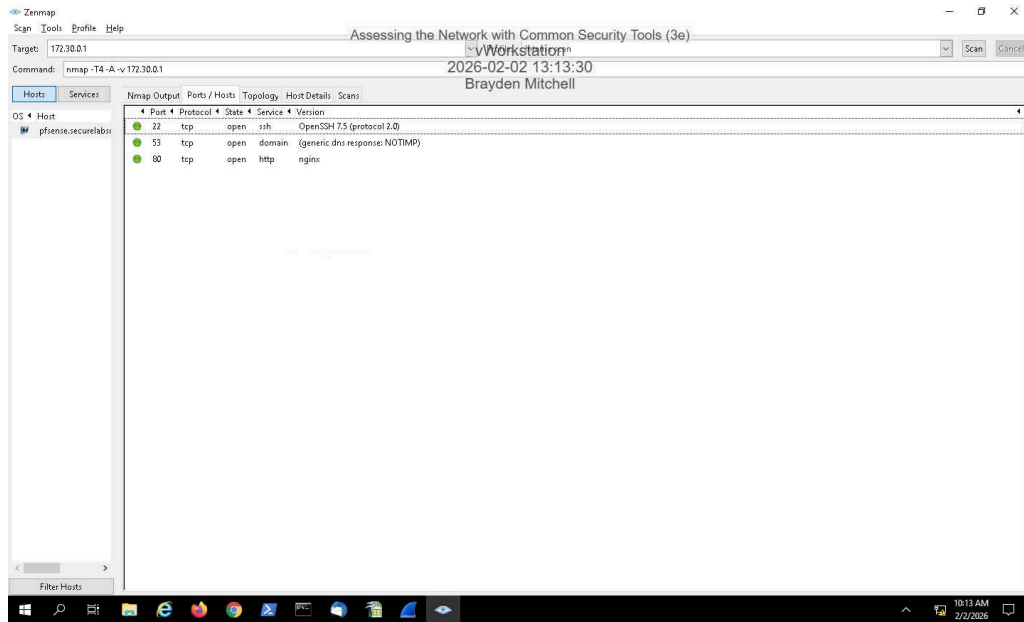 Zenmap
Scan Tools Profile Help
Assessing the Network with Common Security Tools (3e)
Target: 172.30.0.1 Scan Cancel
vWorkstation
Command: nmap -T4 -A -v 172.30.0.1
2026-02-02 13:13:30
Brayden Mitchell
Hosts Services
Nmap Output Ports / Hosts Topology Host Details Scans
OS Host
Port Protocol State Service Version
pfsense.securelabs
22 tcp open ssh OpenSSH 7.5 (protocol 2.0)
53 tcp open domain (generic dns response: NOTIMP)
80 tcp open http nginx
Filter Hosts
10:13 AM
2/2/2026